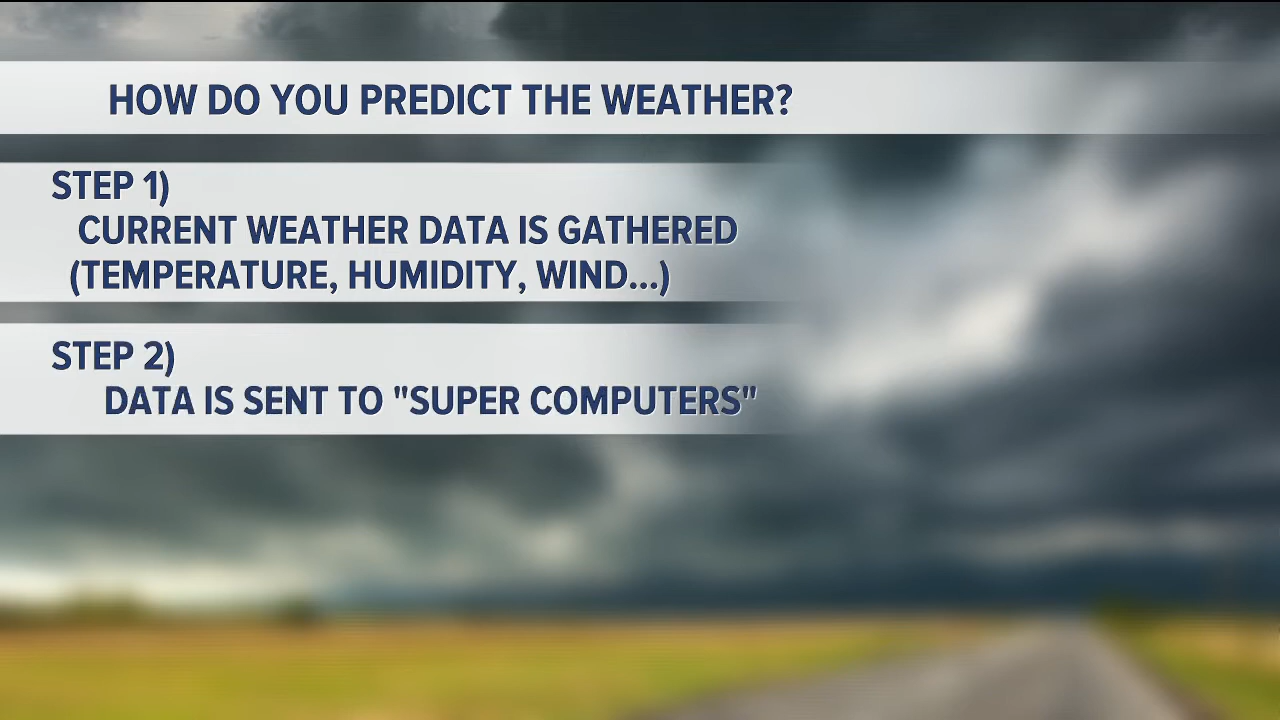 HOW DO YOU PREDICT THE WEATHER?
STEP 1)
CURRENT WEATHER DATA IS GATHERED
(TEMPERATURE, HUMIDITY, WIND...)
STEP 2)
DATA IS SENT TO "SUPER COMPUTERS"